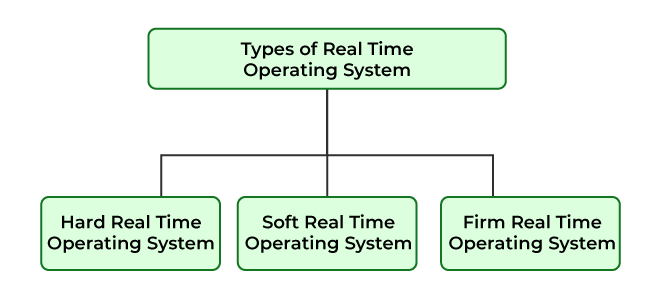 Types of Real Time
Operating System
Hard Real Time
Operating System
Soft Real Time
Operating System
Firm Real Time
Operating System